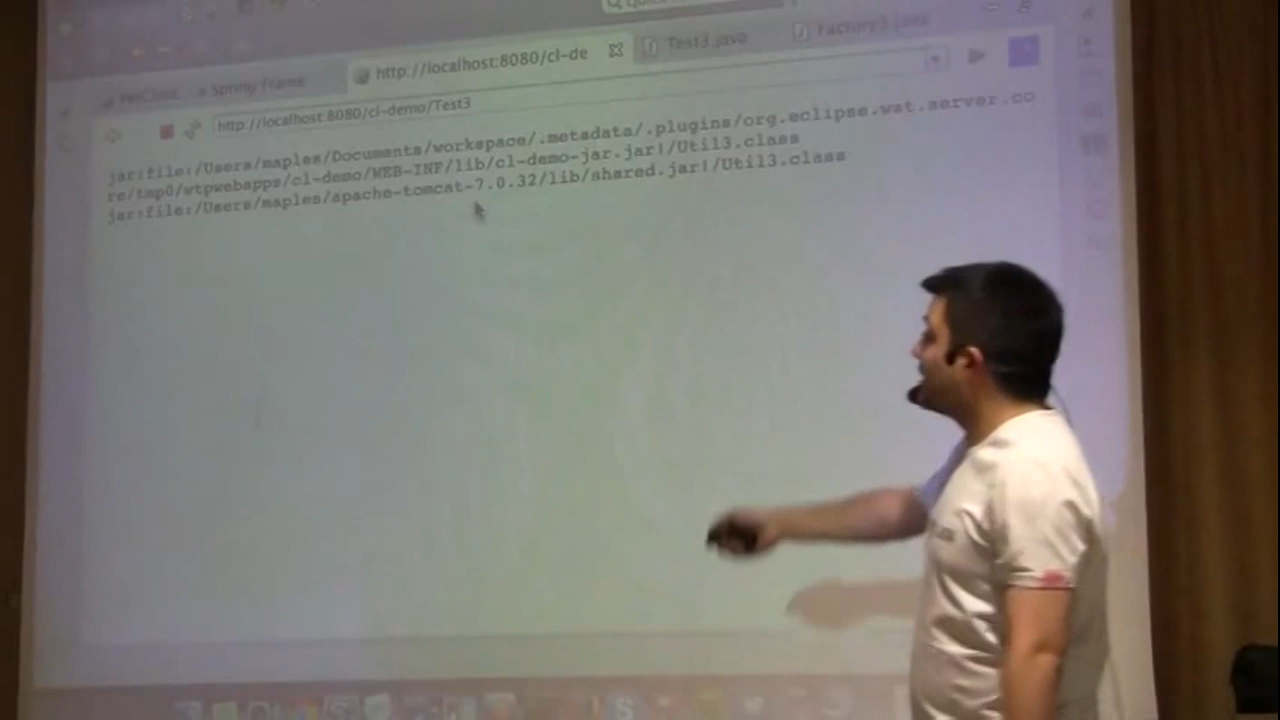 http://localhost:8080/cl-de
Test3.java
Factory3.java
Spring Frame
http://localhost:8080/cl-demo/Test3
jar:file:/Users/maples/Documents/workspace/.metadata/.plugins/org.eclipse.wst.server.co
re/tmp0/wtpwebapps/cl-demo/WEB-INF/lib/cl-demo-jar.jar!/Util3.class
jar:file:/Users/maples/apache-tomcat-7.0.32/lib/shared.jar!/Util3.class